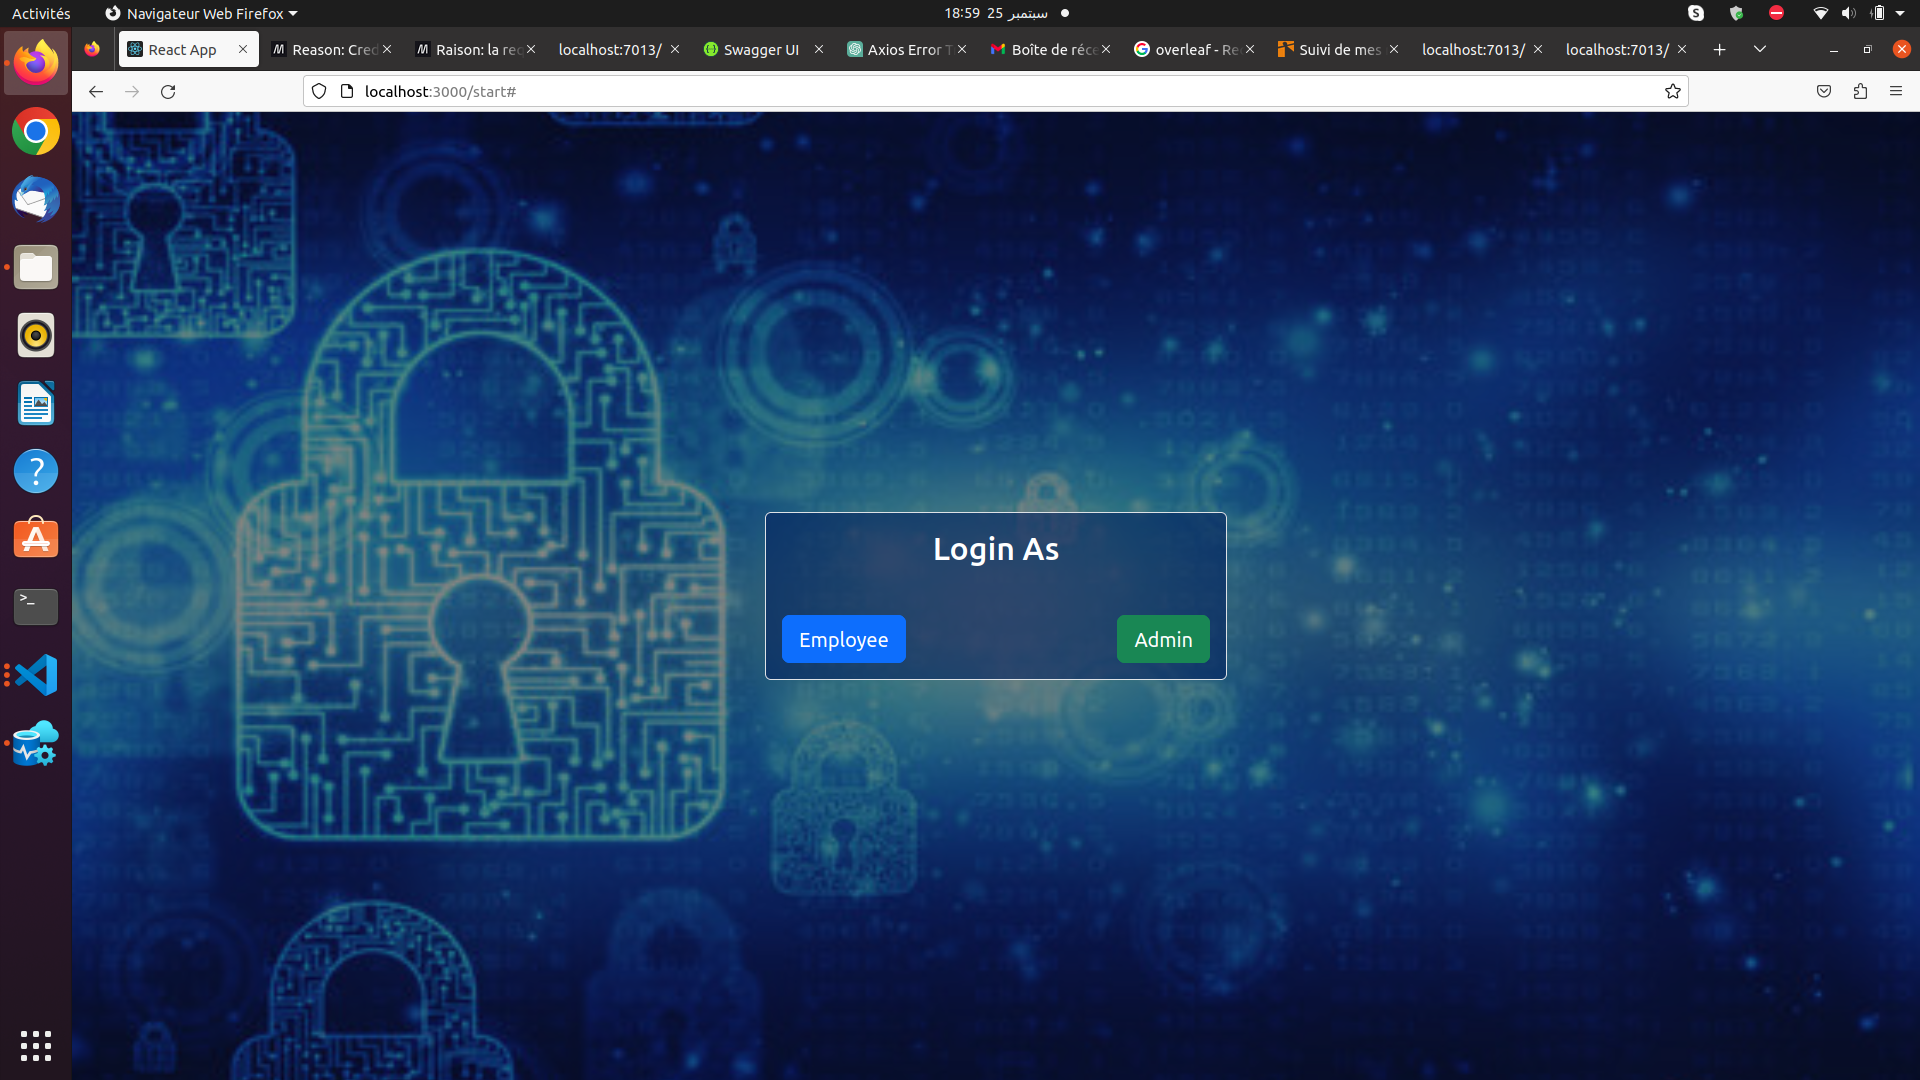 Activités
Navigateur Web Firefox
18:59 25 سبتمبر
React App
Reason: Cred
Raison: la req
localhost:7013/
Swagger UI
Axios Error T
Boîte de réce
overleaf - Re
Suivi de mes
localhost:7013/
localhost:7013/
localhost:3000/start#
Login As
Employee
Admin